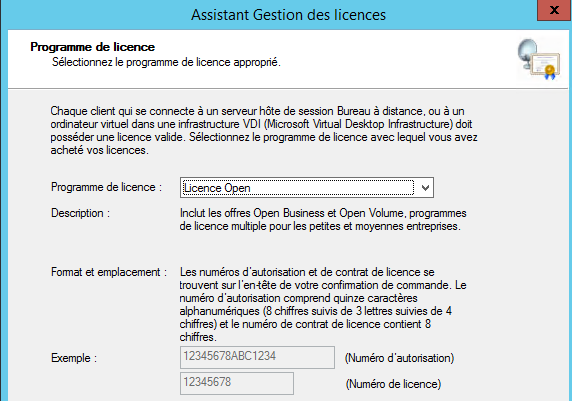 Assistant Gestion des licences
x
Programme de licence
Sélectionnez le programme de licence approprié.
Chaque client qui se connecte à un serveur hôte de session Bureau à distance, ou à un
ordinateur virtuel dans une infrastructure VDI (Microsoft Virtual Desktop Infrastructure) doit
posséder une licence valide. Sélectionnez le programme de licence avec lequel vous avez
acheté vos licences.
Programme de licence : Licence Open
Description : Inclut les offres Open Business et Open Volume, programmes
de licence multiple pour les petites et moyennes entreprises.
Format et emplacement : Les numéros d'autorisation et de contrat de licence se
trouvent sur l'en-tête de votre confirmation de commande. Le
numéro d'autorisation comprend quinze caractères
alphanumériques (8 chiffres suivis de 3 lettres suivies de 4
chiffres) et le numéro de contrat de licence contient 8
chiffres.
Exemple : 12345678ABC1234 (Numéro d'autorisation)
12345678 (Numéro de licence)